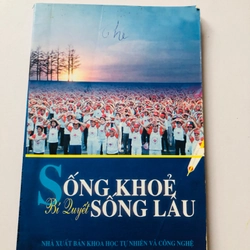 SỐNG KHOẺ
Bí Quyết SỐNG LÂU
NHÀ XUẤT BẢN KHOA HỌC TỰ NHIÊN VÀ CÔNG NGHỆ